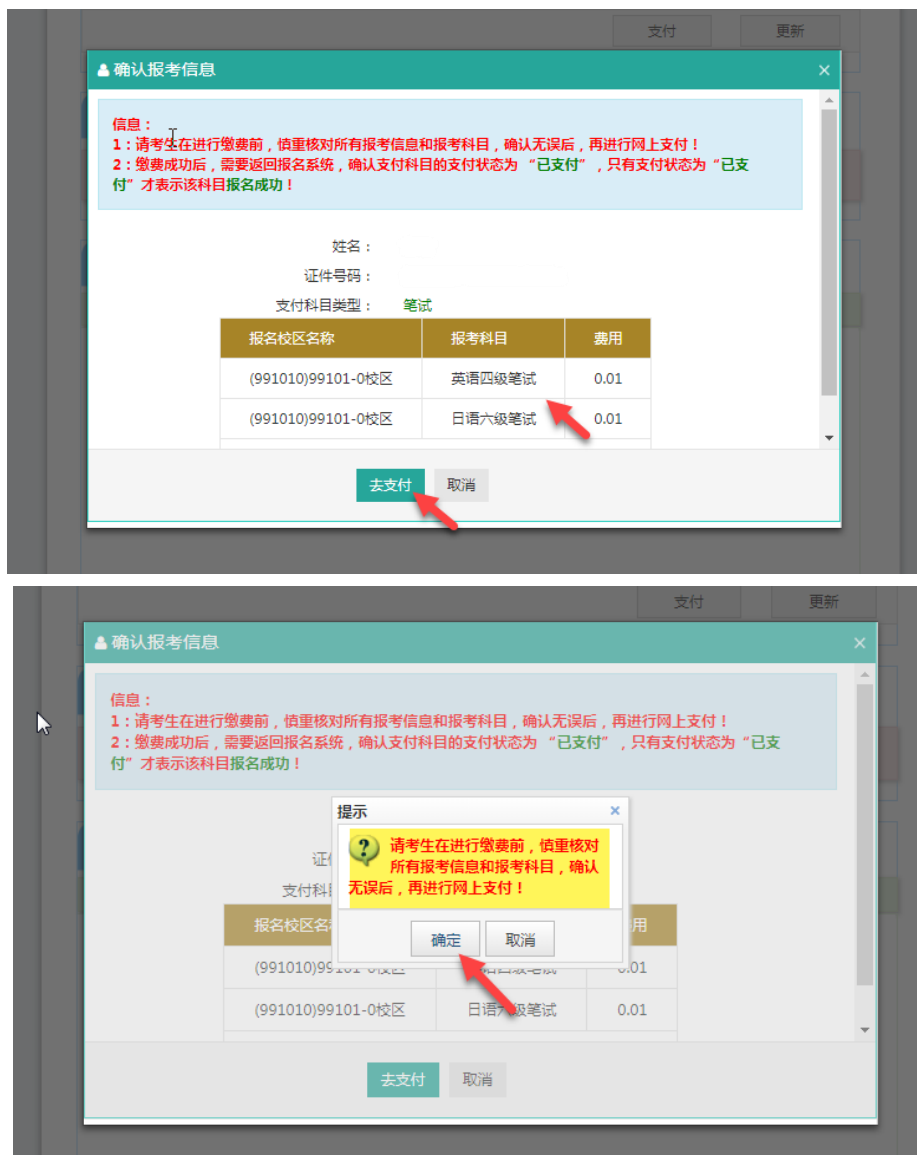 支付 更新
确认报考信息 ×
信息：
1：请考生在进行缴费前，慎重核对所有报考信息和报考科目，确认无误后，再进行网上支付！
2：缴费成功后，需要返回报名系统，确认支付科目的支付状态为 “已支付” ，只有支付状态为 “已支
付” 才表示该科目报名成功！
姓名：
证件号码：
支付科目类型： 笔试
报名校区名称 报考科目 费用
(991010)99101-0校区 英语四级笔试 0.01
(991010)99101-0校区 日语六级笔试 0.01
去支付 取消
支付 更新
确认报考信息 ×
信息：
1：请考生在进行缴费前，慎重核对所有报考信息和报考科目，确认无误后，再进行网上支付！
2：缴费成功后，需要返回报名系统，确认支付科目的支付状态为 “已支付” ，只有支付状态为 “已支
付” 才表示该科目报名成功！
提示 ×
请考生在进行缴费前，慎重核对
所有报考信息和报考科目，确认
无误后，再进行网上支付！
确定 取消
证
支付科
报名校区名 用
(991010)99101-0校区 0.01
(991010)99101-0校区 日语六级笔试 0.01
去支付 取消